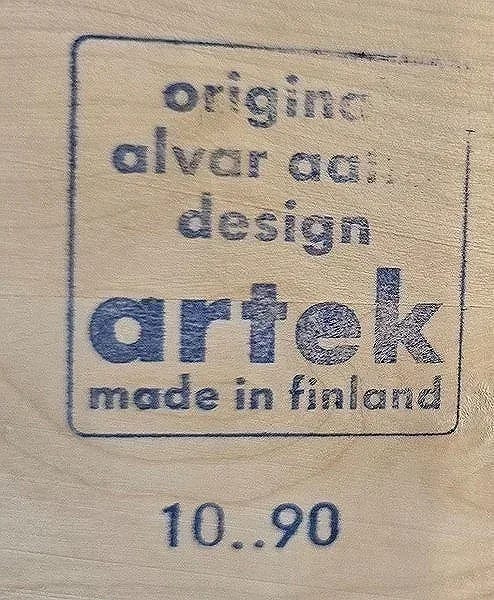 origina
alvar aa
design
artek
made in finland
10..90